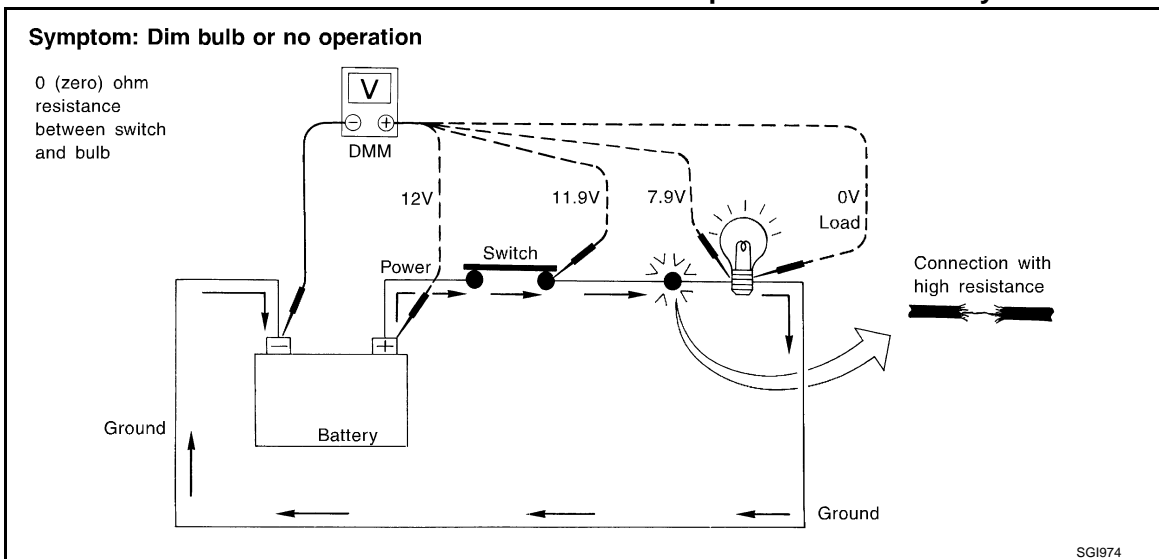 Symptom: Dim bulb or no operation
0 (zero) ohm
resistance
between switch
and bulb
V
− +
DMM
12V
11.9V
7.9V
0V
Load
Switch
Power
Connection with
high resistance
− +
Ground
Battery
Ground
SGI974